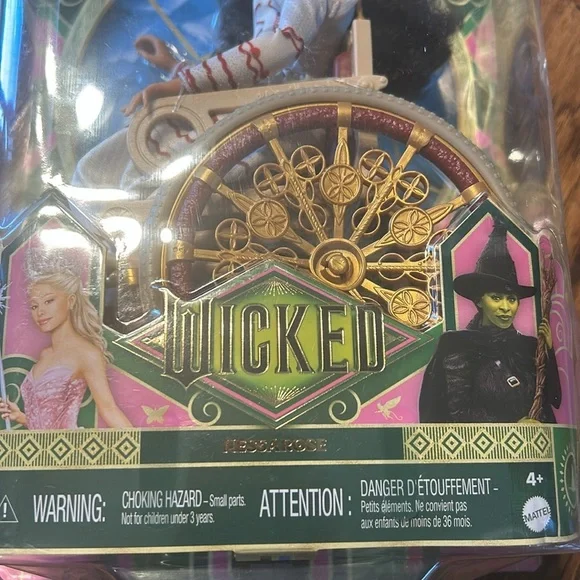 WICKED
NESSAROSE
WARNING: CHOKING HAZARD – Small parts.
Not for children under 3 years.
ATTENTION : DANGER D'ÉTOUFFEMENT –
Petits éléments. Ne convient pas
aux enfants de moins de 36 mois.
4+
MATTEL